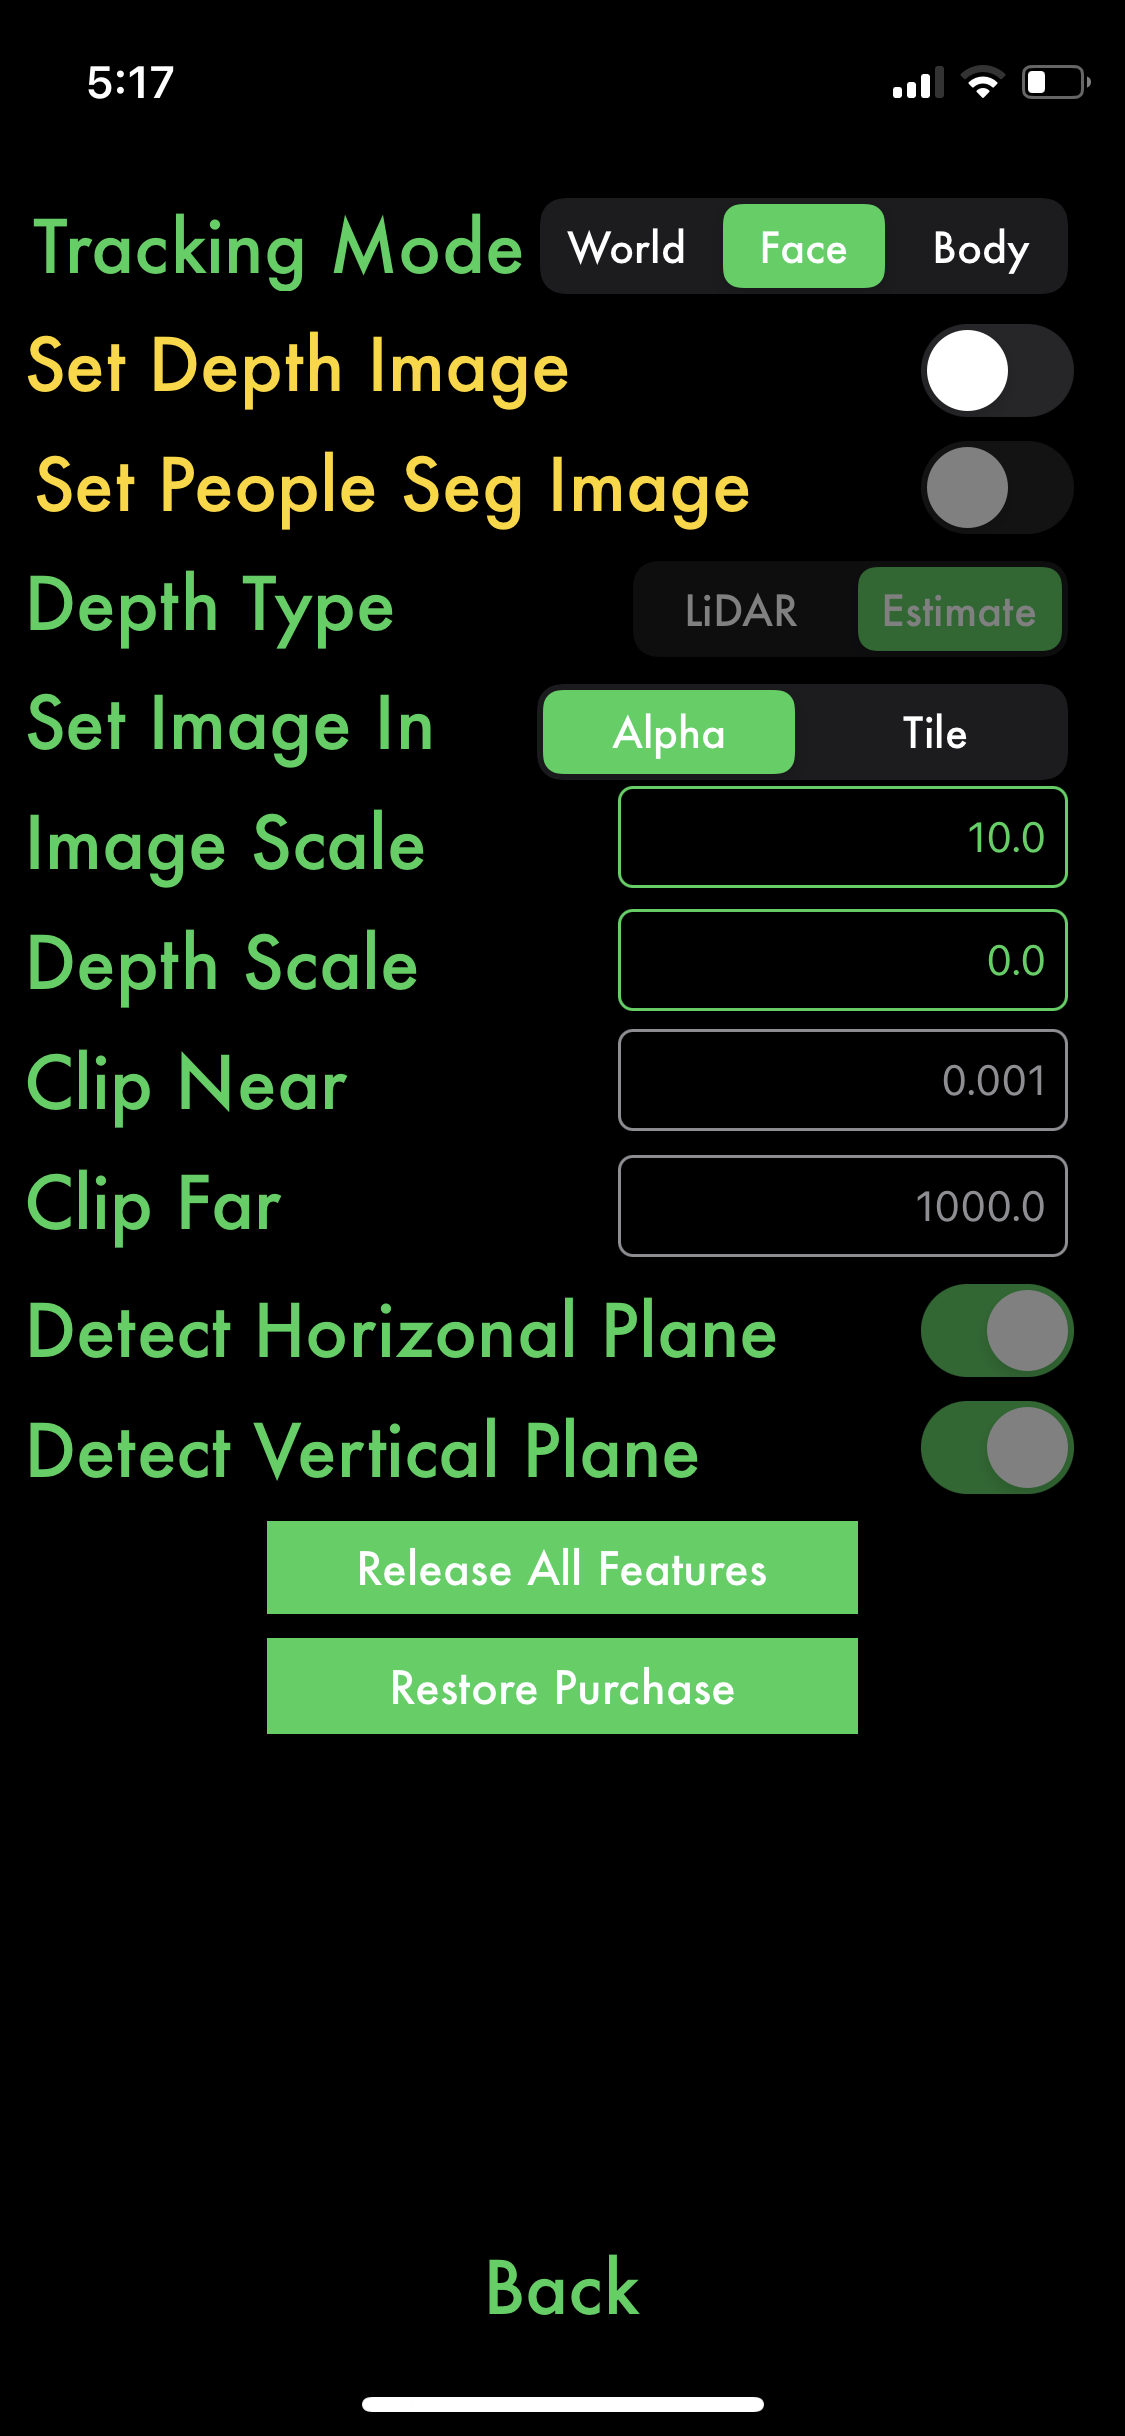 5:17
Tracking Mode World Face Body
Set Depth Image
Set People Seg Image
Depth Type LiDAR Estimate
Set Image In Alpha Tile
Image Scale 10.0
Depth Scale 0.0
Clip Near 0.001
Clip Far 1000.0
Detect Horizonal Plane
Detect Vertical Plane
Release All Features
Restore Purchase
Back